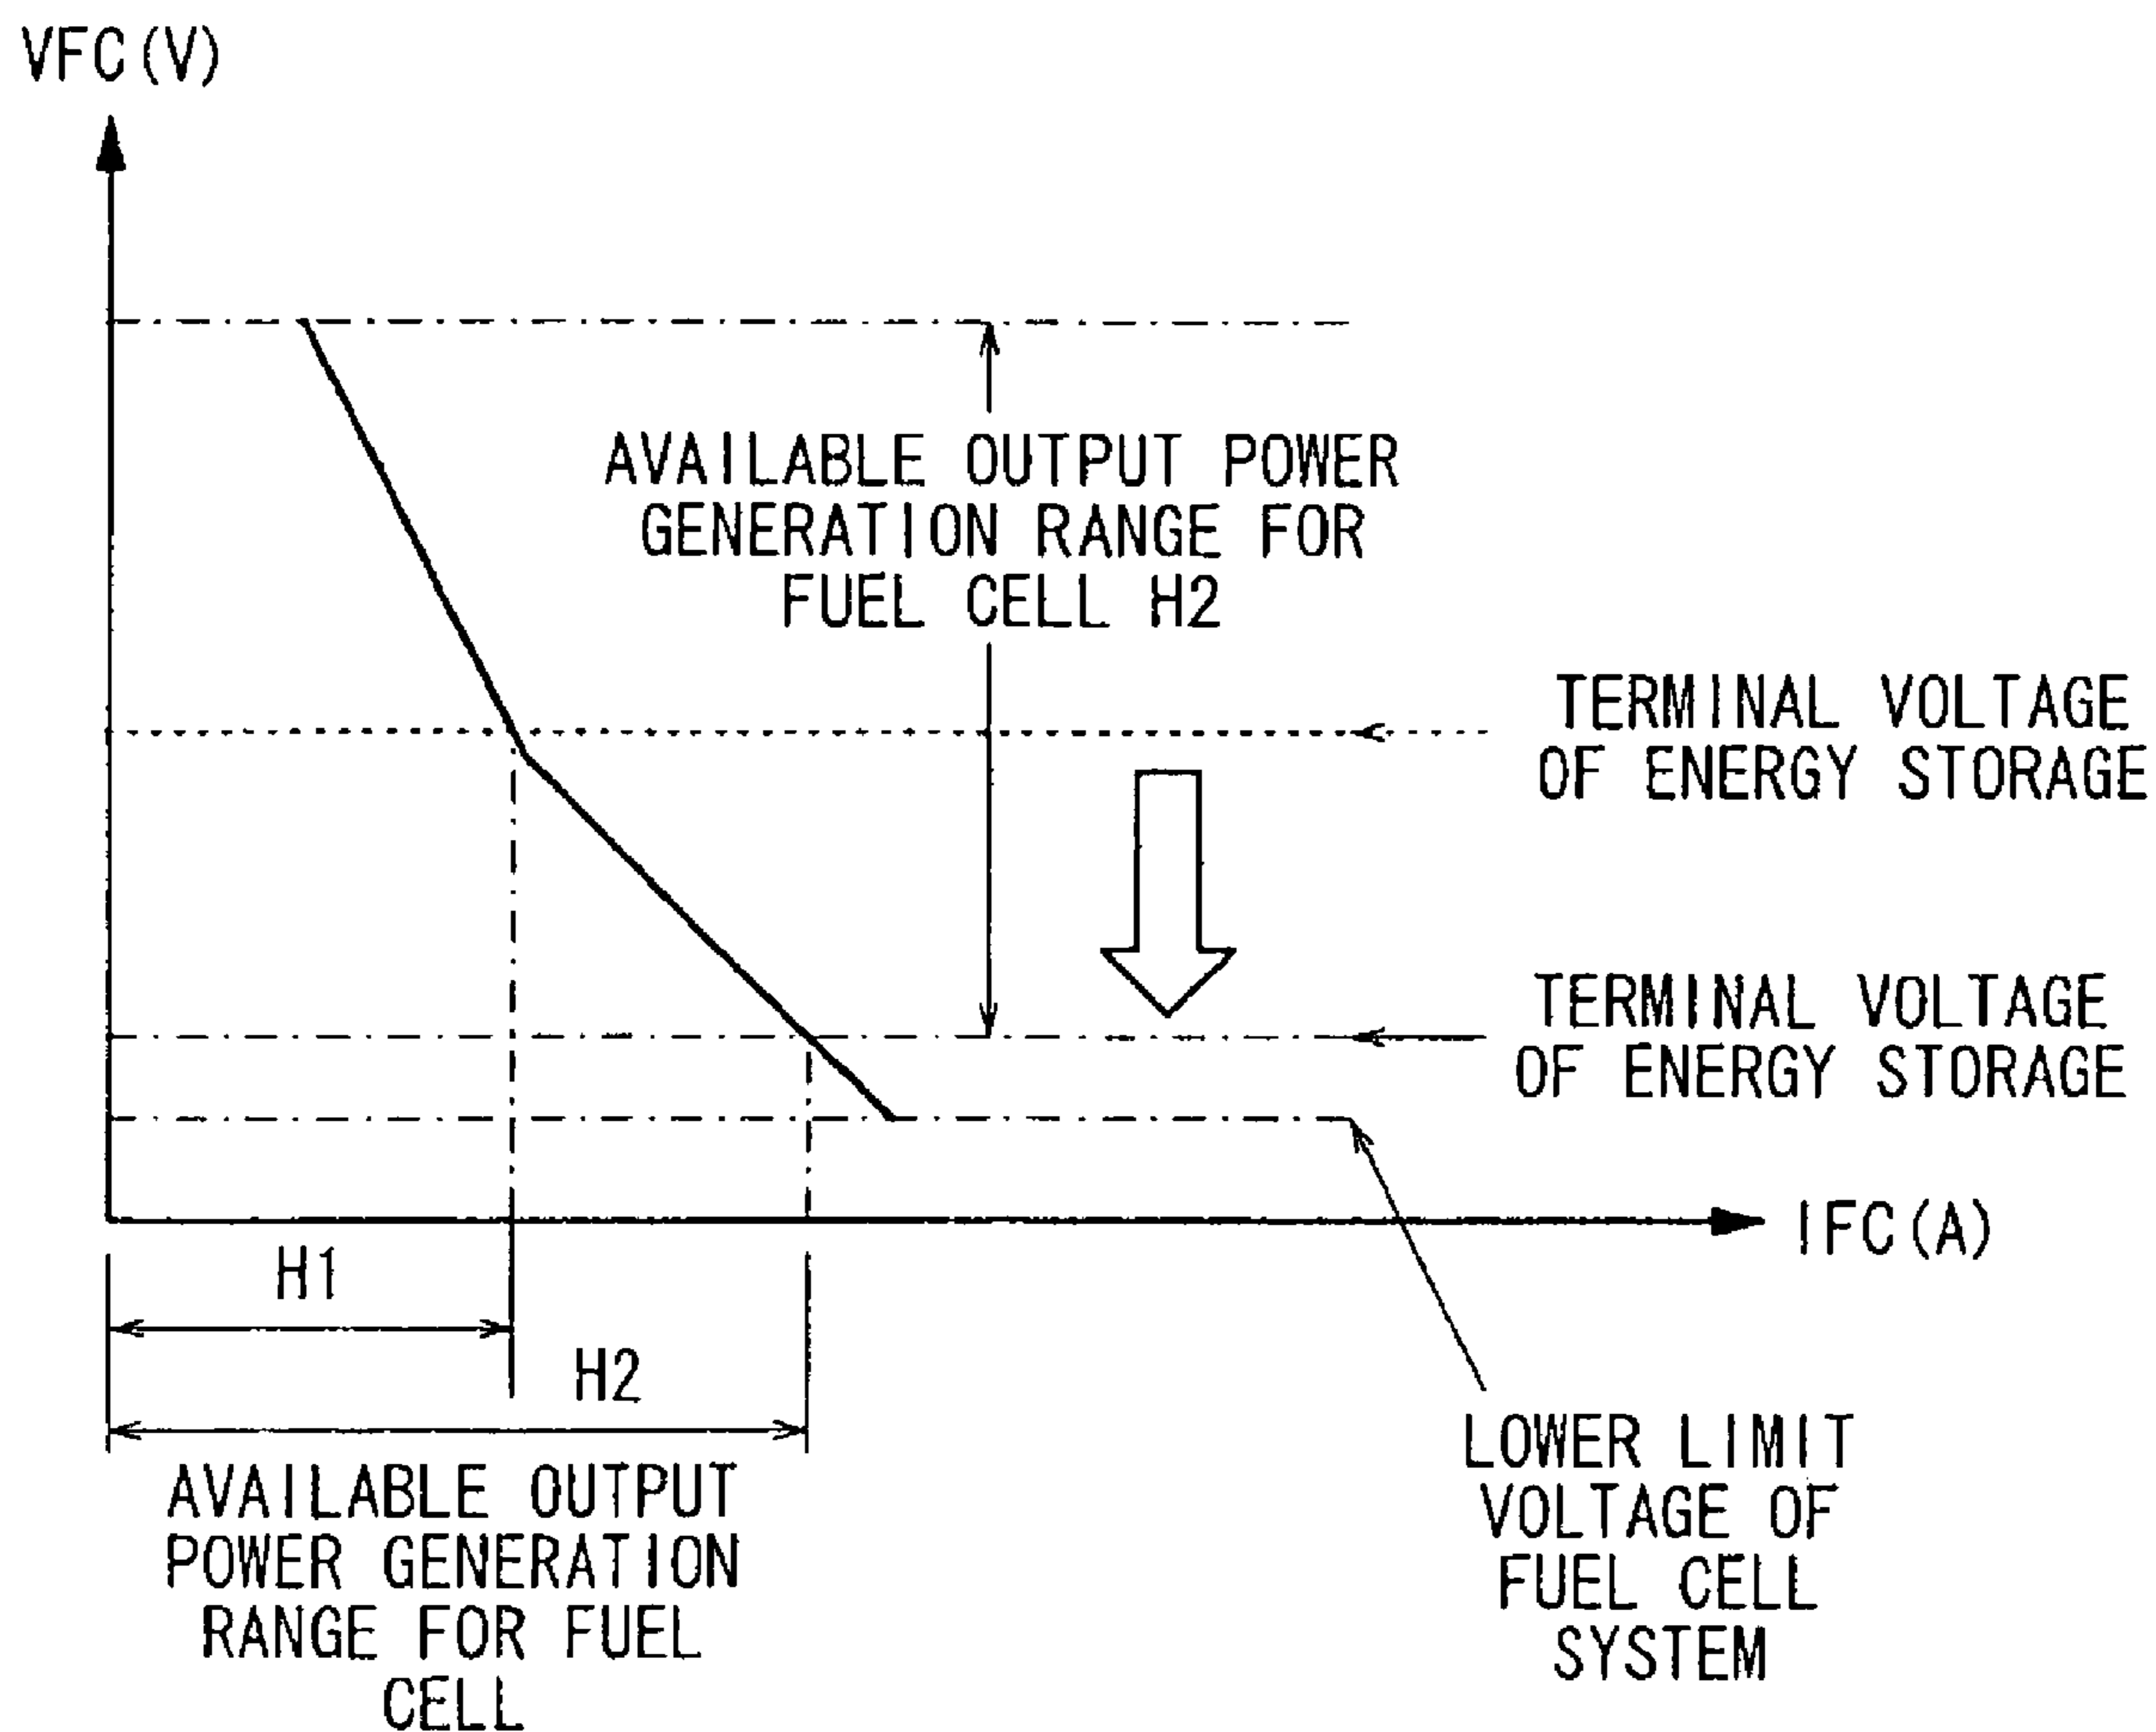 VFC(V)
AVAILABLE OUTPUT POWER
GENERATION RANGE FOR
FUEL CELL H2
TERMINAL VOLTAGE
OF ENERGY STORAGE
TERMINAL VOLTAGE
OF ENERGY STORAGE
IFC(A)
H1
H2
AVAILABLE OUTPUT
POWER GENERATION
RANGE FOR FUEL
CELL
LOWER LIMIT
VOLTAGE OF
FUEL CELL
SYSTEM